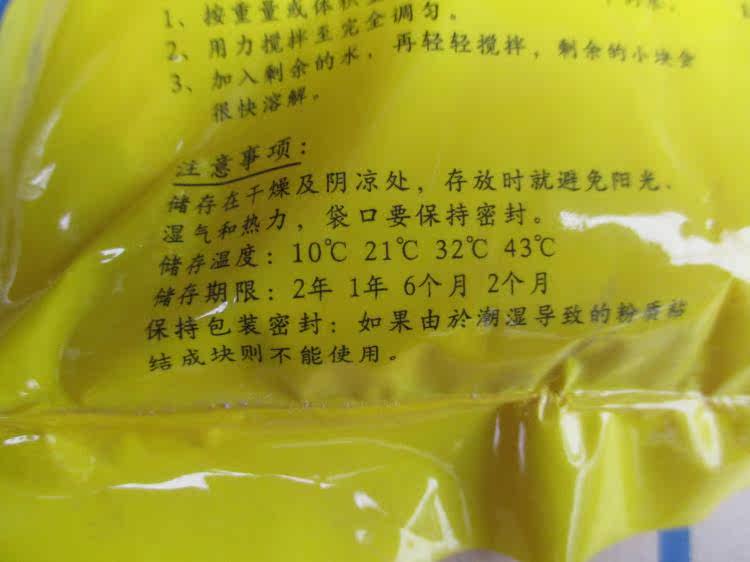 1、按重量或体积
2、用力搅拌至完全调匀。
3、加入剩余的水，再轻轻搅拌，剩余的小块会
很快溶解。
注意事项：
储存在干燥及阴凉处，存放时就避免阳光、
湿气和热力，袋口要保持密封。
储存温度：10℃ 21℃ 32℃ 43℃
储存期限：2年 1年 6个月 2个月
保持包装密封：如果由於潮湿导致的粉质粘
结成块则不能使用。